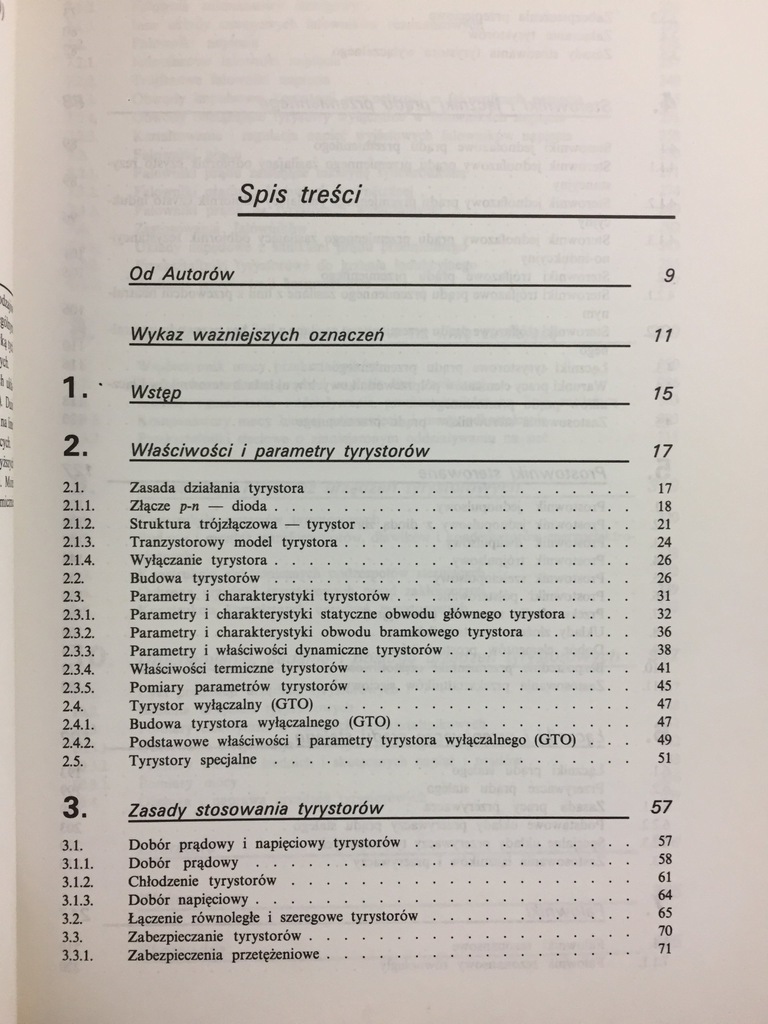 Spis treści
Od Autorów 9
Wykaz ważniejszych oznaczeń 11
1. Wstęp 15
2. Właściwości i parametry tyrystorów 17
2.1. Zasada działania tyrystora . . . . . . . . . . . . . . . . . 17
2.1.1. Złącze p-n — dioda . . . . . . . . . . . . . . . . . . . . 18
2.1.2. Struktura trójzłączowa — tyrystor . . . . . . . . . . . . . . . 21
2.1.3. Tranzystorowy model tyrystora . . . . . . . . . . . . . . . . 24
2.1.4. Wyłączanie tyrystora . . . . . . . . . . . . . . . . . . . . 26
2.2. Budowa tyrystorów . . . . . . . . . . . . . . . . . . . . 26
2.3. Parametry i charakterystyki tyrystorów . . . . . . . . . . . . . 31
2.3.1. Parametry i charakterystyki statyczne obwodu głównego tyrystora . . . . 32
2.3.2. Parametry i charakterystyki obwodu bramkowego tyrystora . . . . . . 36
2.3.3. Parametry i właściwości dynamiczne tyrystorów . . . . . . . . . . 38
2.3.4. Właściwości termiczne tyrystorów . . . . . . . . . . . . . . . 41
2.3.5. Pomiary parametrów tyrystorów . . . . . . . . . . . . . . . 45
2.4. Tyrystor wyłączalny (GTO) . . . . . . . . . . . . . . . . . 47
2.4.1. Budowa tyrystora wyłączalnego (GTO) . . . . . . . . . . . . . 47
2.4.2. Podstawowe właściwości i parametry tyrystora wyłączalnego (GTO) . . . 49
2.5. Tyrystory specjalne . . . . . . . . . . . . . . . . . . . . 51
3. Zasady stosowania tyrystorów 57
3.1. Dobór prądowy i napięciowy tyrystorów . . . . . . . . . . . . 57
3.1.1. Dobór prądowy . . . . . . . . . . . . . . . . . . . . . 58
3.1.2. Chłodzenie tyrystorów . . . . . . . . . . . . . . . . . . . 61
3.1.3. Dobór napięciowy . . . . . . . . . . . . . . . . . . . . . 64
3.2. Łączenie równoległe i szeregowe tyrystorów . . . . . . . . . . . 65
3.3. Zabezpieczanie tyrystorów . . . . . . . . . . . . . . . . . . 70
3.3.1. Zabezpieczenia przetężeniowe . . . . . . . . . . . . . . . . . 71